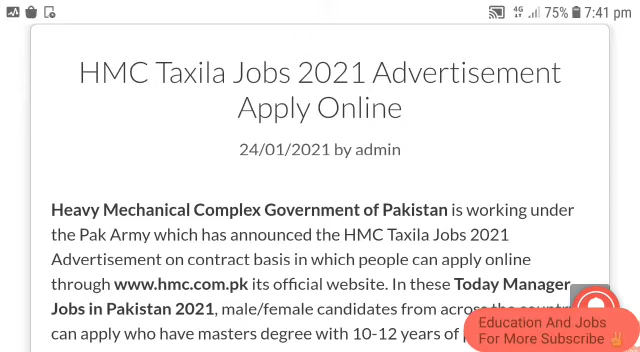 4G 75% 7:41 pm
HMC Taxila Jobs 2021 Advertisement
Apply Online
24/01/2021 by admin
Heavy Mechanical Complex Government of Pakistan is working under
the Pak Army which has announced the HMC Taxila Jobs 2021
Advertisement on contract basis in which people can apply online
through www.hmc.com.pk its official website. In these Today Manager
Jobs in Pakistan 2021, male/female candidates from across the country
can apply who have masters degree with 10-12 years of
Education And Jobs
For More Subscribe ✌